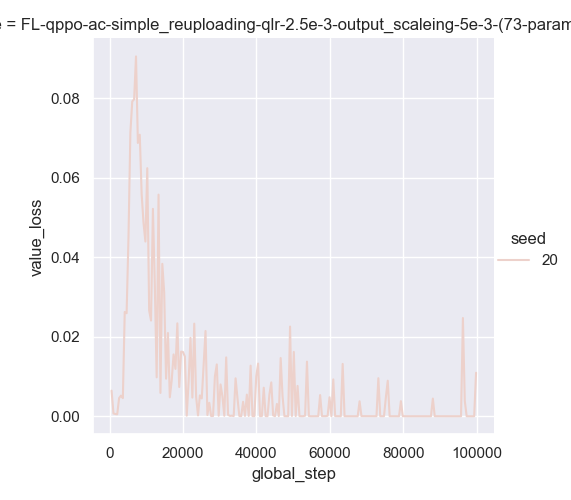 e = FL-qppo-ac-simple_reuploading-qlr-2.5e-3-output_scaleing-5e-3-(73-param
0.08
0.06
0.04
0.02
0.00
value_loss
0 20000 40000 60000 80000 100000
global_step
seed
20